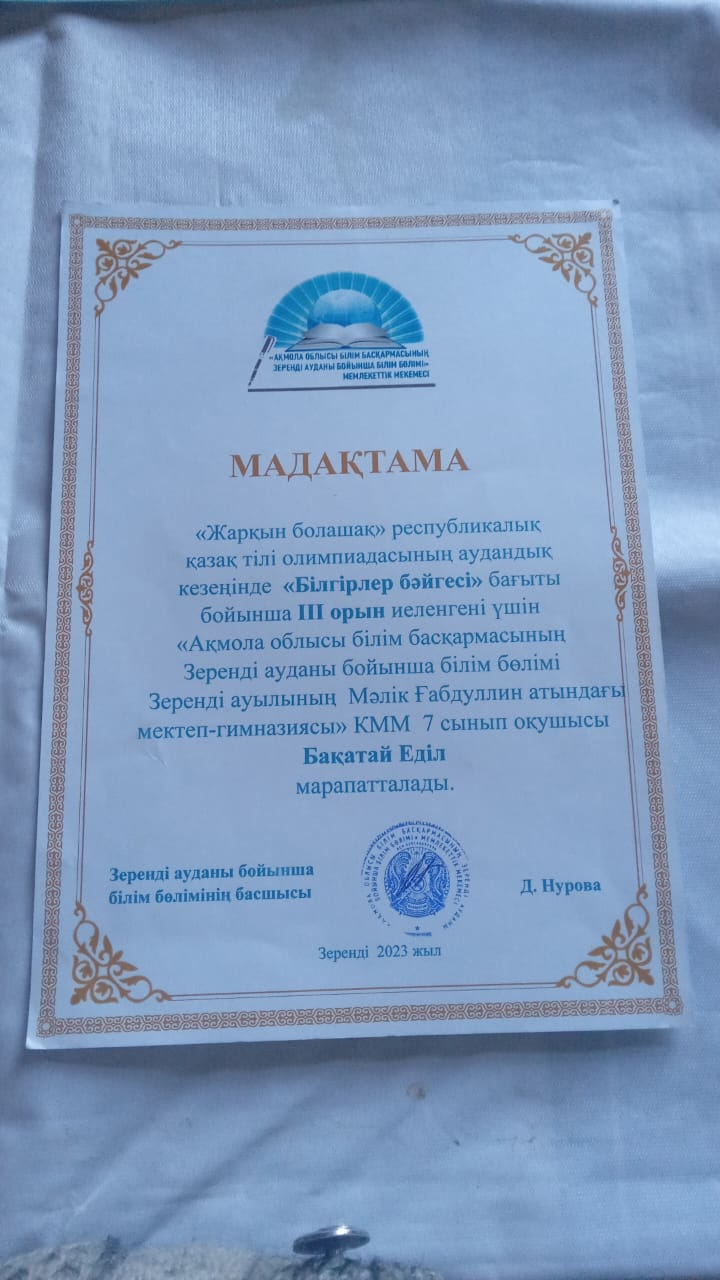 «АҚМОЛА ОБЛЫСЫ БІЛІМ БАСҚАРМАСЫНЫҢ
ЗЕРЕНДІ АУДАНЫ БОЙЫНША БІЛІМ БӨЛІМІ»
МЕМЛЕКЕТТІК МЕКЕМЕСІ
МАДАҚТАМА
«Жарқын болашақ» республикалық
қазақ тілі олимпиадасының аудандық
кезеңінде «Білгірлер бәйгесі» бағыты
бойынша III орын иеленгені үшін
«Ақмола облысы білім басқармасының
Зеренді ауданы бойынша білім бөлімі
Зеренді ауылының Мәлік Ғабдуллин атындағы
мектеп-гимназиясы» КММ 7 сынып оқушысы
Бақатай Еділ
марапатталады.
Зеренді ауданы бойынша
білім бөлімінің басшысы
Д. Нурова
Зеренді 2023 жыл